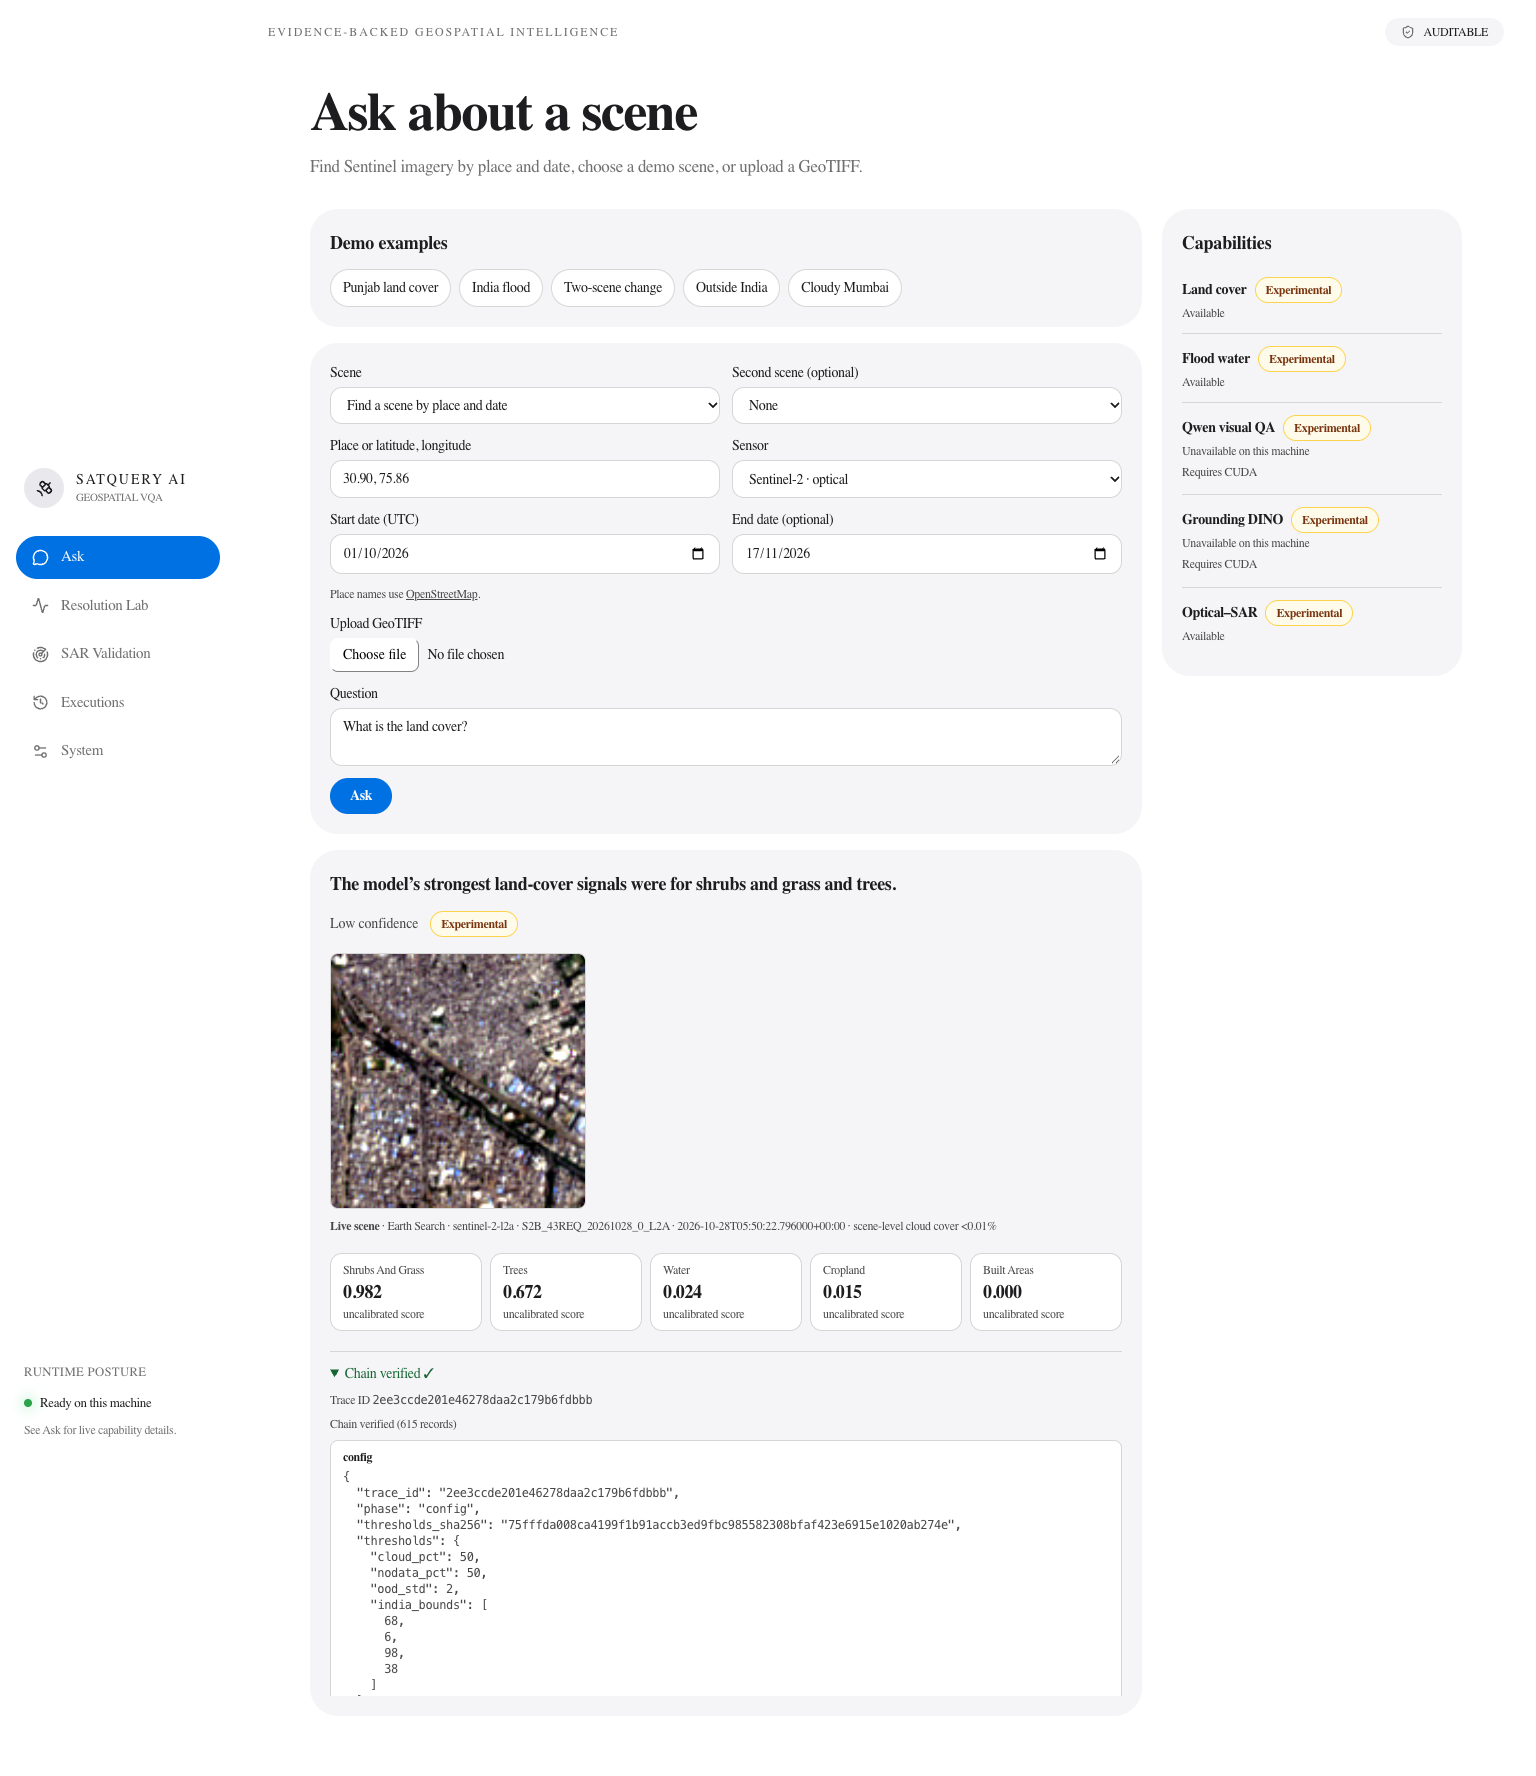 EVIDENCE-BACKED GEOSPATIAL INTELLIGENCE
AUDITABLE
SATQUERY AI
GEOSPATIAL VQA
Ask
Resolution Lab
SAR Validation
Executions
System
RUNTIME POSTURE
Ready on this machine
See Ask for live capability details.
Ask about a scene
Find Sentinel imagery by place and date, choose a demo scene, or upload a GeoTIFF.
Demo examples
Punjab land cover
India flood
Two-scene change
Outside India
Cloudy Mumbai
Scene
Find a scene by place and date
Second scene (optional)
None
Place or latitude, longitude
30.90, 75.86
Sensor
Sentinel-2 · optical
Start date (UTC)
01/10/2026
End date (optional)
17/11/2026
Place names use OpenStreetMap.
Upload GeoTIFF
Choose file No file chosen
Question
What is the land cover?
Ask
The model’s strongest land-cover signals were for shrubs and grass and trees.
Low confidence Experimental
Live scene · Earth Search · sentinel-2-l2a · S2B_43REQ_20261028_0_L2A · 2026-10-28T05:50:22.796000+00:00 · scene-level cloud cover <0.01%
Shrubs And Grass
0.982
uncalibrated score
Trees
0.672
uncalibrated score
Water
0.024
uncalibrated score
Cropland
0.015
uncalibrated score
Built Areas
0.000
uncalibrated score
▼ Chain verified ✓
Trace ID 2ee3ccde201e46278daa2c179b6fdbbb
Chain verified (615 records)
config
{
"trace_id": "2ee3ccde201e46278daa2c179b6fdbbb",
"phase": "config",
"thresholds_sha256": "75fffda008ca4199f1b91accb3ed9fbc985582308bfaf423e6915e1020ab274e",
"thresholds": {
"cloud_pct": 50,
"nodata_pct": 50,
"ood_std": 2,
"india_bounds": [
68,
6,
98,
38
]
Capabilities
Land cover Experimental
Available
Flood water Experimental
Available
Qwen visual QA Experimental
Unavailable on this machine
Requires CUDA
Grounding DINO Experimental
Unavailable on this machine
Requires CUDA
Optical–SAR Experimental
Available